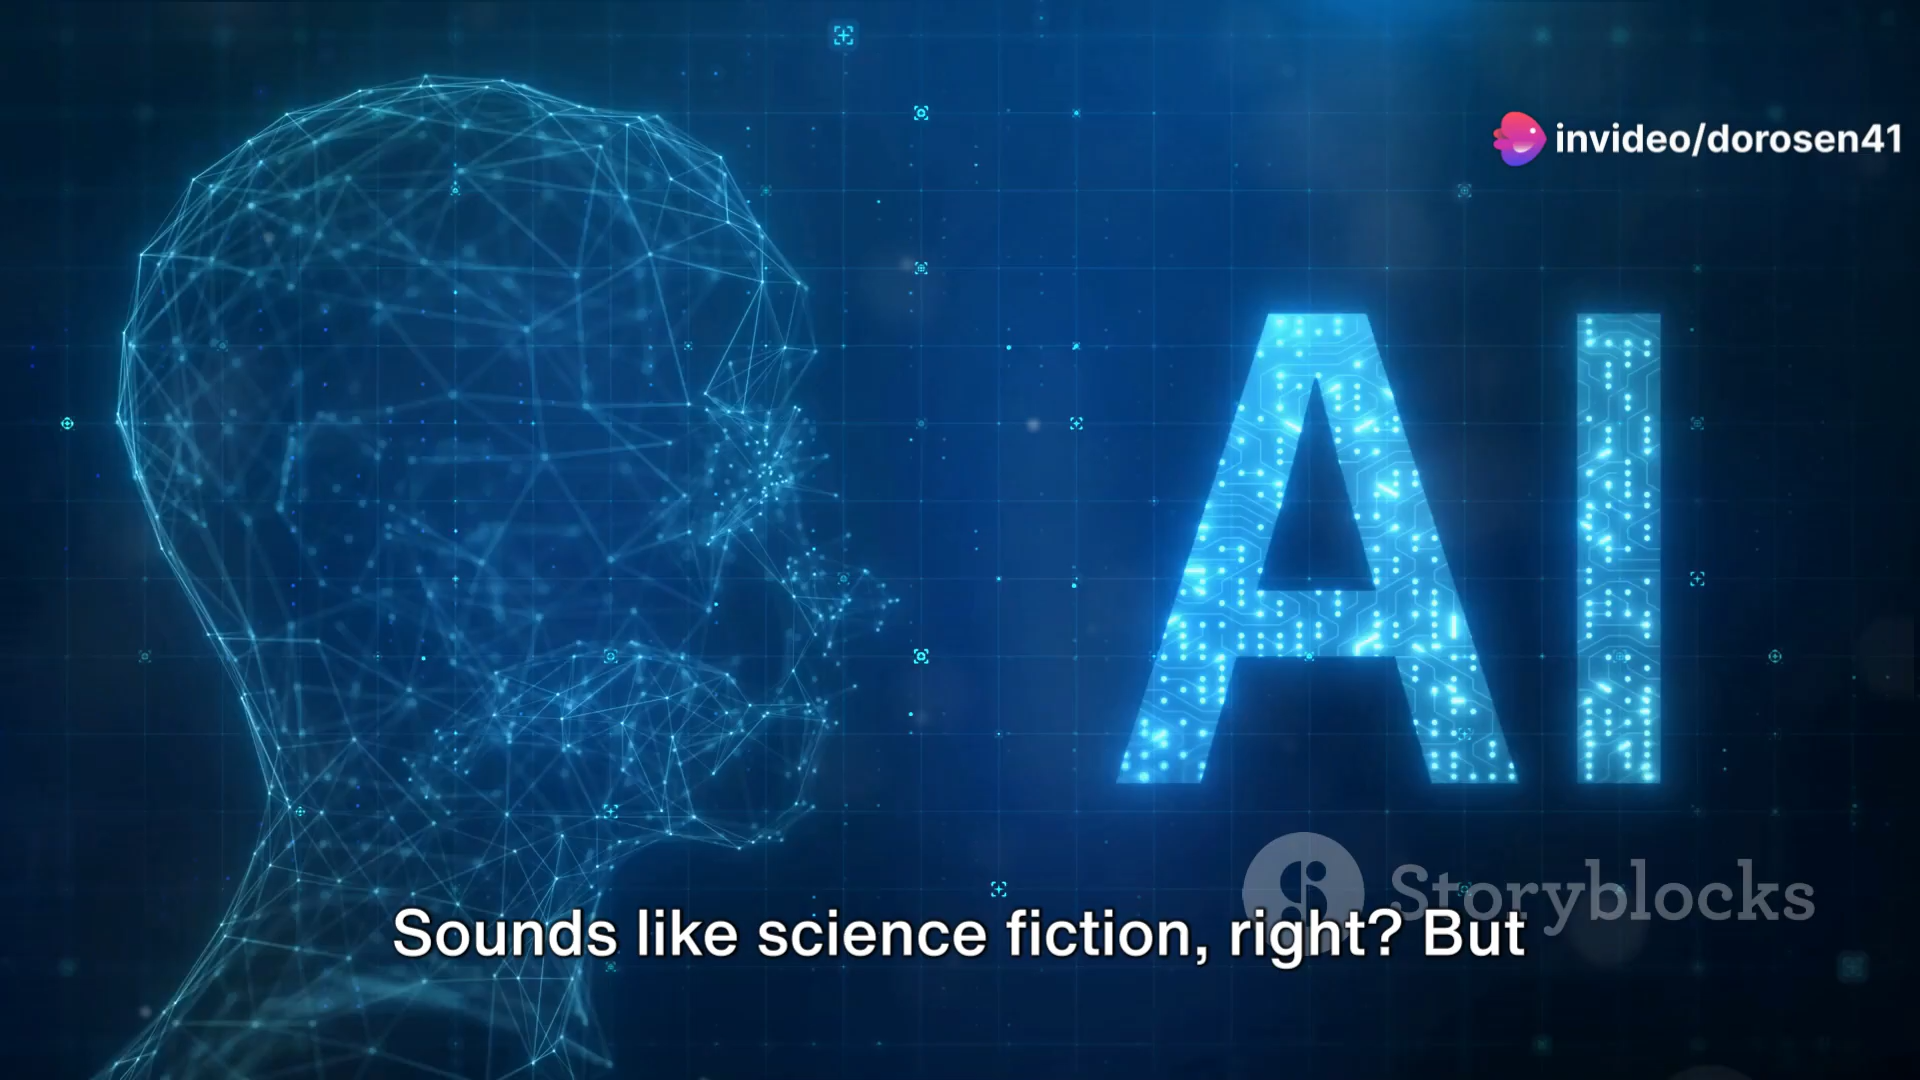 invideo/dorosen41
AI
Storyblocks
Sounds like science fiction, right? But